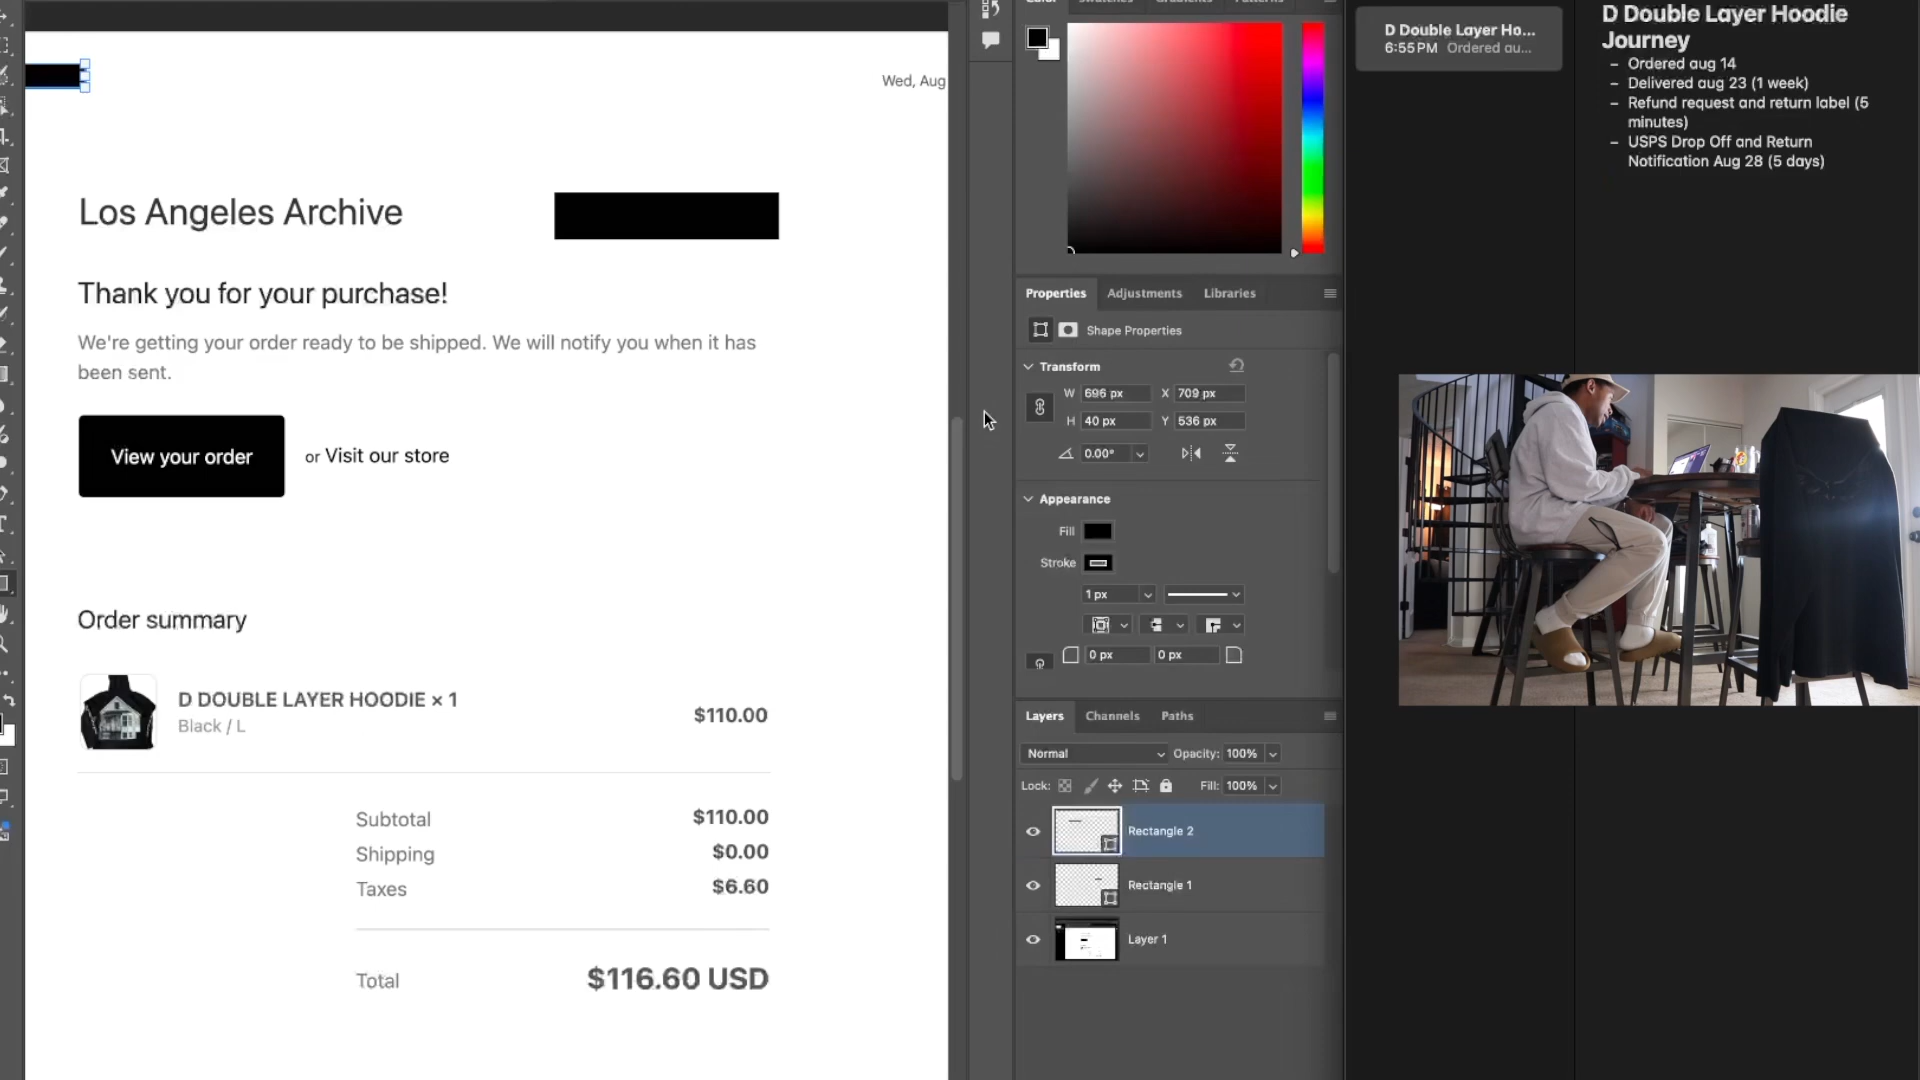 Wed, Aug
Los Angeles Archive
Thank you for your purchase!
We're getting your order ready to be shipped. We will notify you when it has
been sent.
View your order
or Visit our store
Order summary
D DOUBLE LAYER HOODIE × 1
Black / L
$110.00
Subtotal
$110.00
Shipping
$0.00
Taxes
$6.60
Total
$116.60 USD
Color
Swatches
Gradients
Patterns
Properties
Adjustments
Libraries
Shape Properties
Transform
W 696 px
X 709 px
H 40 px
Y 536 px
0.00°
Appearance
Fill
Stroke
1 px
0 px
0 px
Layers
Channels
Paths
Normal
Opacity: 100%
Lock:
Fill: 100%
Rectangle 2
Rectangle 1
Layer 1
D Double Layer Ho...
6:55 PM Ordered au...
D Double Layer Hoodie
Journey
– Ordered aug 14
– Delivered aug 23 (1 week)
– Refund request and return label (5
minutes)
– USPS Drop Off and Return
Notification Aug 28 (5 days)